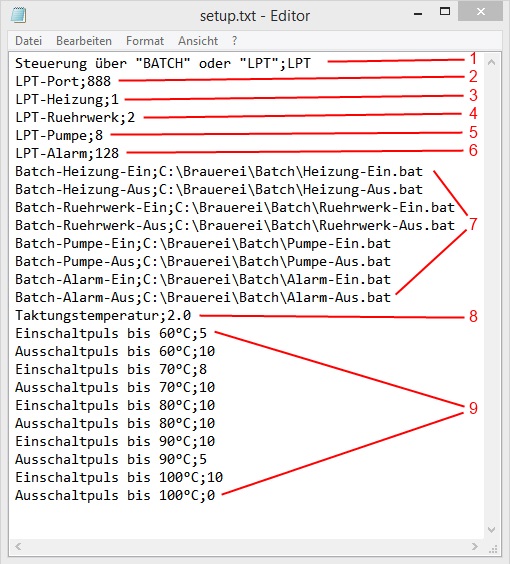 setup.txt - Editor
Datei Bearbeiten Format Ansicht ?
Steuerung über "BATCH" oder "LPT";LPT 1
LPT-Port;888 2
LPT-Heizung;1 3
LPT-Ruehrwerk;2 4
LPT-Pumpe;8 5
LPT-Alarm;128 6
Batch-Heizung-Ein;C:\Brauerei\Batch\Heizung-Ein.bat
Batch-Heizung-Aus;C:\Brauerei\Batch\Heizung-Aus.bat
Batch-Ruehrwerk-Ein;C:\Brauerei\Batch\Ruehrwerk-Ein.bat
Batch-Ruehrwerk-Aus;C:\Brauerei\Batch\Ruehrwerk-Aus.bat 7
Batch-Pumpe-Ein;C:\Brauerei\Batch\Pumpe-Ein.bat
Batch-Pumpe-Aus;C:\Brauerei\Batch\Pumpe-Aus.bat
Batch-Alarm-Ein;C:\Brauerei\Batch\Alarm-Ein.bat
Batch-Alarm-Aus;C:\Brauerei\Batch\Alarm-Aus.bat
Taktungstemperatur;2.0 8
Einschaltpuls bis 60°C;5
Ausschaltpuls bis 60°C;10
Einschaltpuls bis 70°C;8
Ausschaltpuls bis 70°C;10
Einschaltpuls bis 80°C;10 9
Ausschaltpuls bis 80°C;10
Einschaltpuls bis 90°C;10
Ausschaltpuls bis 90°C;5
Einschaltpuls bis 100°C;10
Ausschaltpuls bis 100°C;0